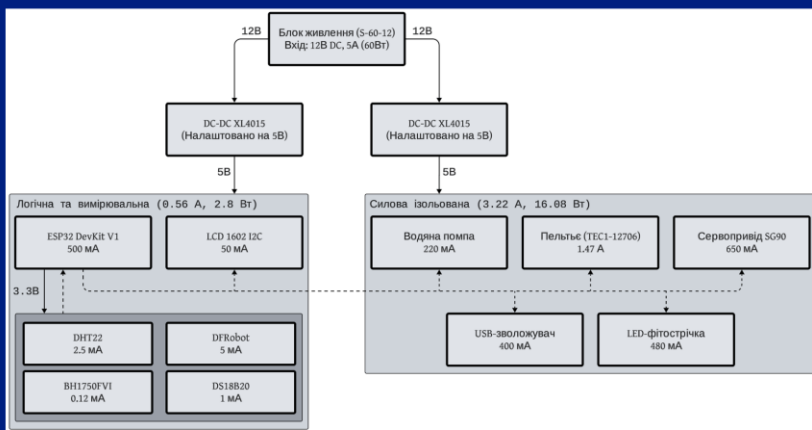 12В
Блок живлення (S-60-12)
Вхід: 12В DC, 5А (60Вт)
12В
DC-DC XL4015
(Налаштовано на 5В)
DC-DC XL4015
(Налаштовано на 5В)
5В
5В
Логічна та вимірювальна (0.56 А, 2.8 Вт)
ESP32 DevKit V1
500 мА
LCD 1602 I2C
50 мА
3.3В
DHT22
2.5 мА
DFRobot
5 мА
BH1750FVI
0.12 мА
DS18B20
1 мА
Силова ізольована (3.22 А, 16.08 Вт)
Водяна помпа
220 мА
Пельтьє (TEC1-12706)
1.47 А
Сервопривід SG90
650 мА
USB-зволожувач
400 мА
LED-фітострічка
480 мА